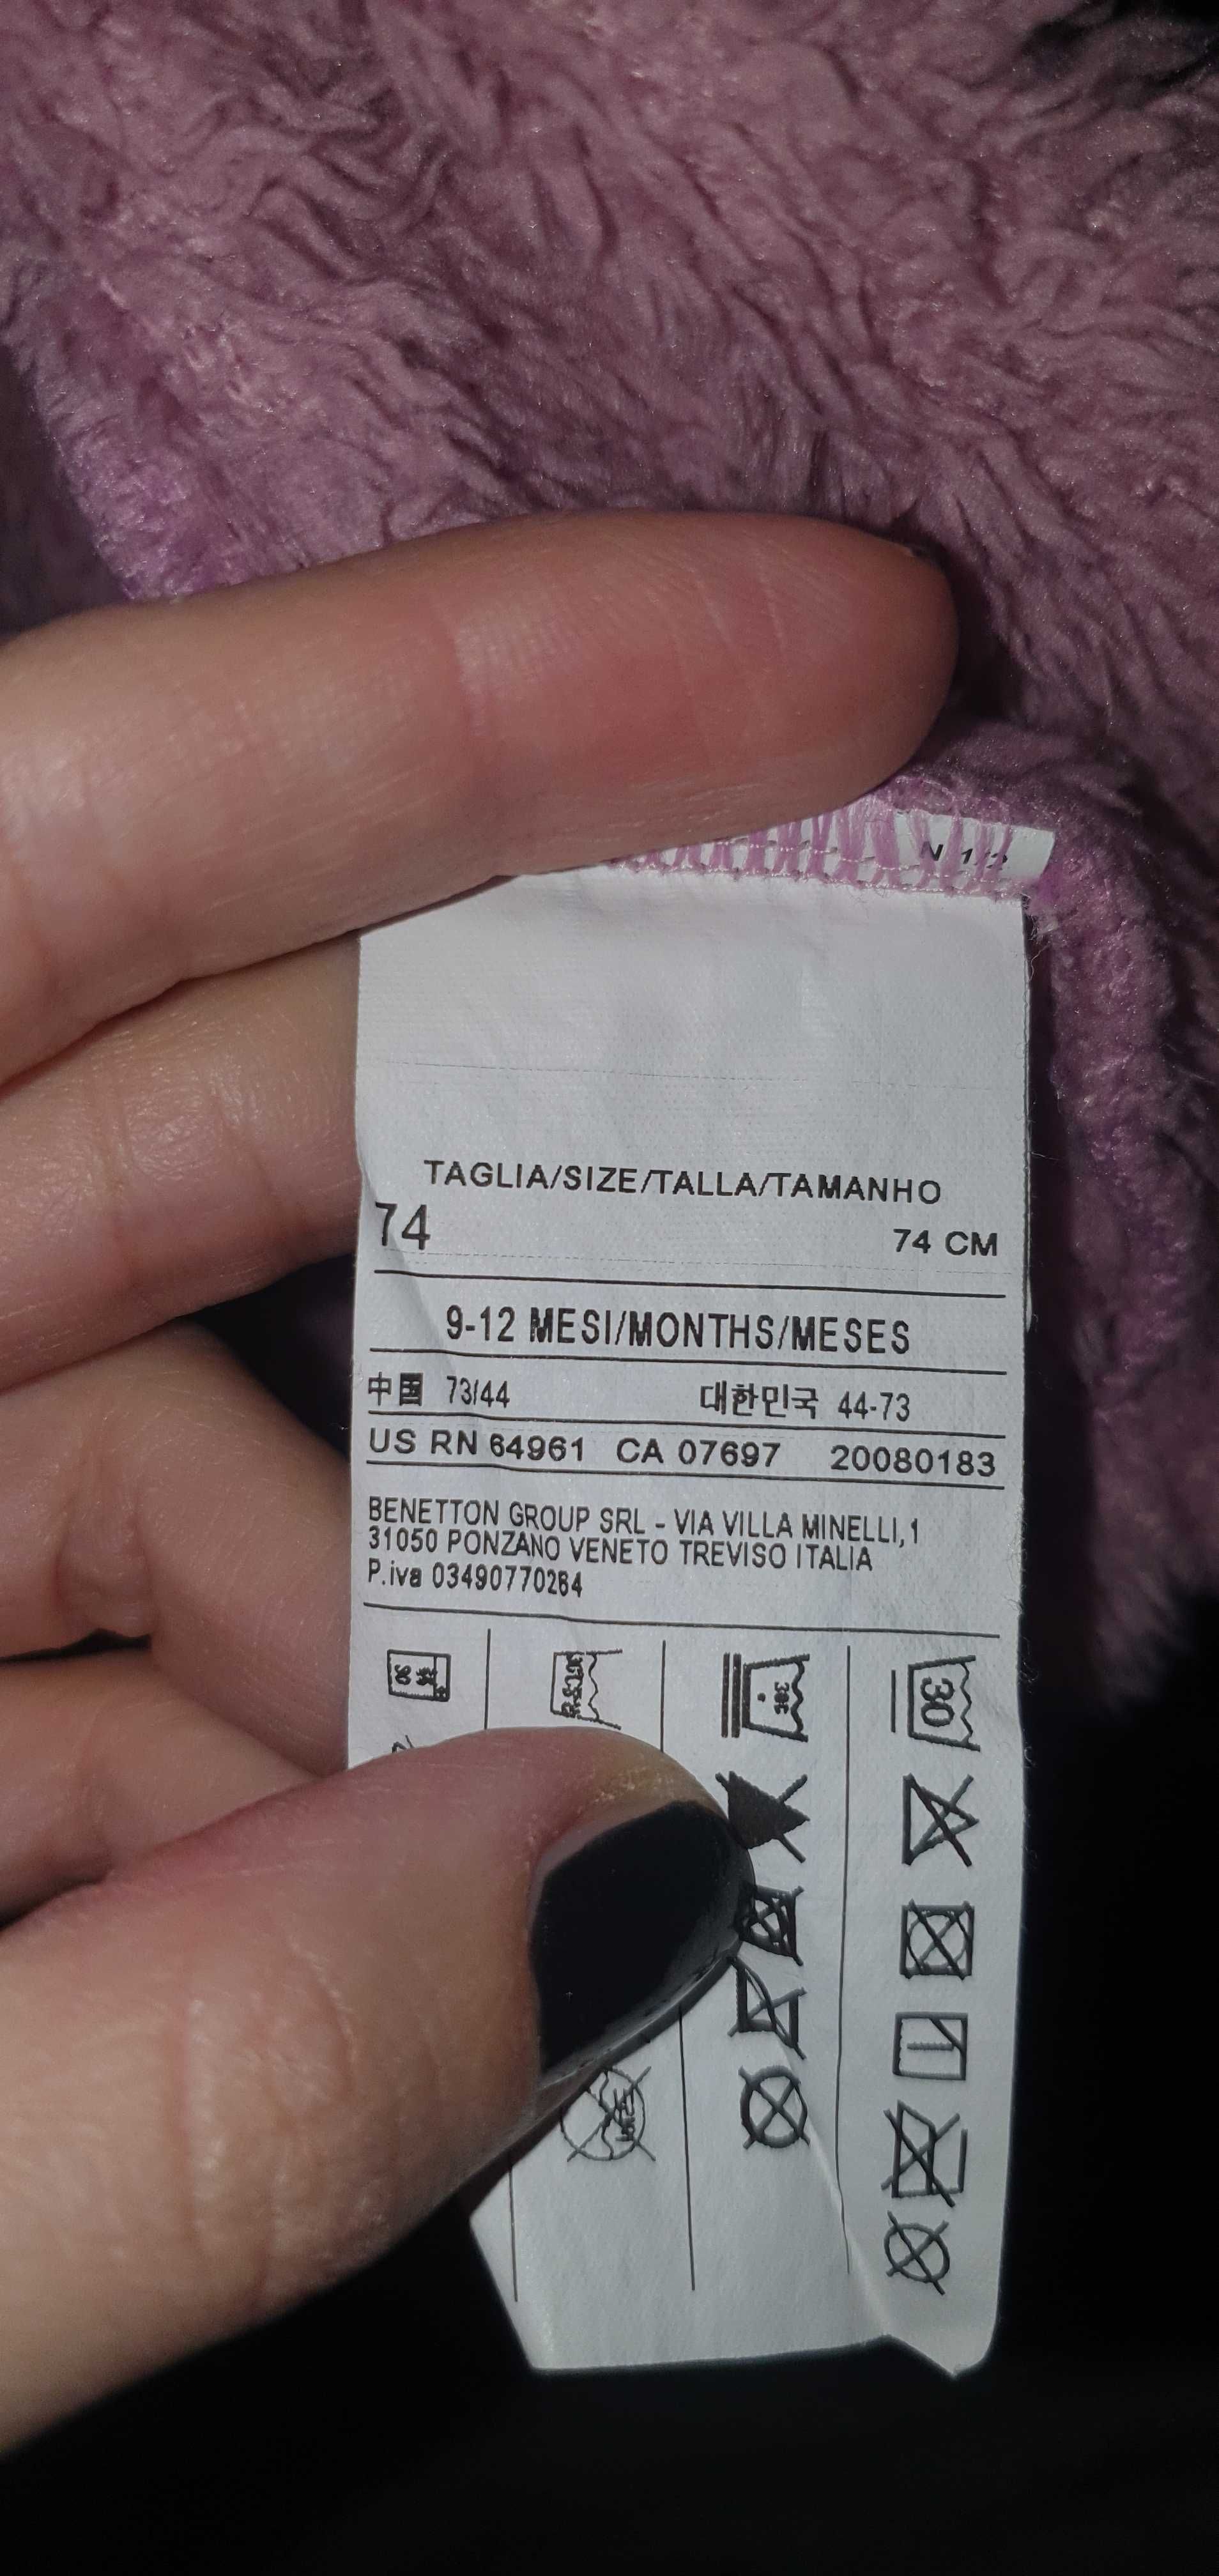 N 1/2
TAGLIA/SIZE/TALLA/TAMANHO
74 74 CM
9-12 MESI/MONTHS/MESES
中国 73/44 대한민국 44-73
US RN 64961 CA 07697 20080183
BENETTON GROUP SRL - VIA VILLA MINELLI,1
31050 PONZANO VENETO TREVISO ITALIA
P.iva 03490770264
30